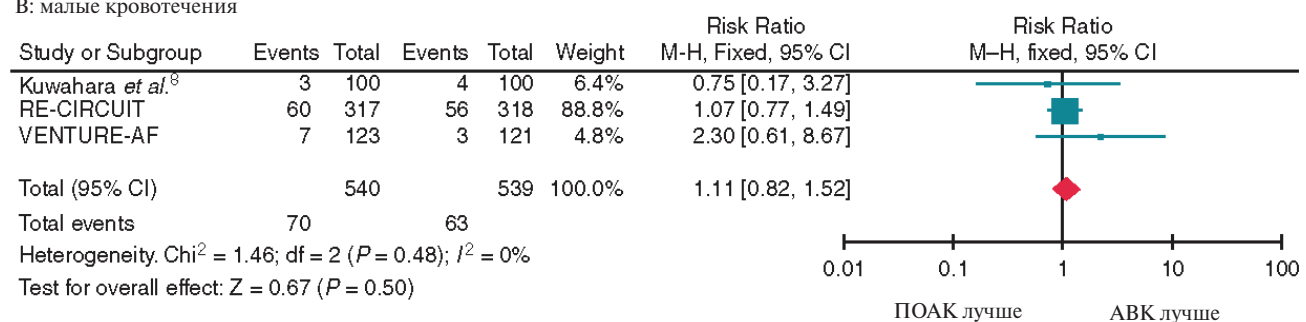 В: малые кровотечения
Risk Ratio Risk Ratio
Study or Subgroup Events Total Events Total Weight M-H, Fixed, 95% CI M–H, fixed, 95% CI
Kuwahara et al.8 3 100 4 100 6.4% 0.75 [0.17, 3.27]
RE-CIRCUIT 60 317 56 318 88.8% 1.07 [0.77, 1.49]
VENTURE-AF 7 123 3 121 4.8% 2.30 [0.61, 8.67]
Total (95% CI) 540 539 100.0% 1.11 [0.82, 1.52]
Total events 70 63
Heterogeneity. Chi2 = 1.46; df = 2 (P = 0.48); I2 = 0%
Test for overall effect: Z = 0.67 (P = 0.50)
0.01 0.1 1 10 100
ПОАК лучше АВК лучше